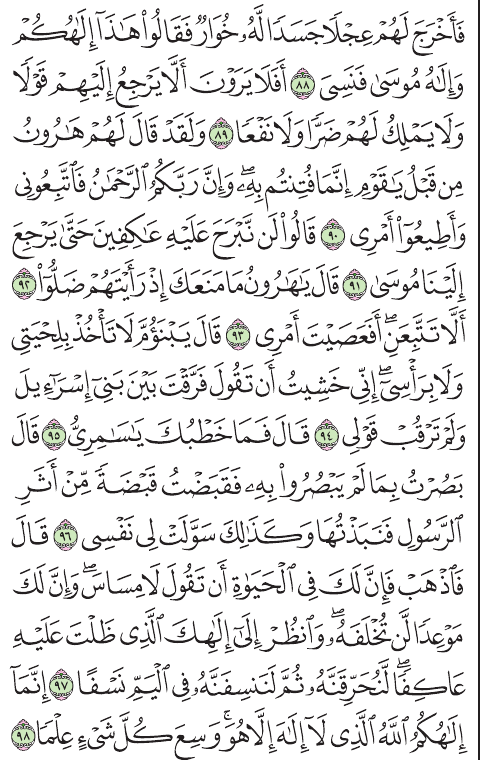 فَأَخْرَجَ لَهُمْ عِجْلًا جَسَدًا لَّهُۥ خُوَارٌ فَقَالُوا۟ هَٰذَآ إِلَٰهُكُمْ
وَإِلَٰهُ مُوسَىٰ فَنَسِىَ ٨٨ أَفَلَا يَرَوْنَ أَلَّا يَرْجِعُ إِلَيْهِمْ قَوْلًا
وَلَا يَمْلِكُ لَهُمْ ضَرًّا وَلَا نَفْعًا ٨٩ وَلَقَدْ قَالَ لَهُمْ هَٰرُونُ
مِن قَبْلُ يَٰقَوْمِ إِنَّمَا فُتِنتُم بِهِۦ ۖ وَإِنَّ رَبَّكُمُ ٱلرَّحْمَٰنُ فَٱتَّبِعُونِى
وَأَطِيعُوٓا۟ أَمْرِى ٩٠ قَالُوا۟ لَن نَّبْرَحَ عَلَيْهِ عَٰكِفِينَ حَتَّىٰ يَرْجِعَ
إِلَيْنَا مُوسَىٰ ٩١ قَالَ يَٰهَٰرُونُ مَا مَنَعَكَ إِذْ رَأَيْتَهُمْ ضَلُّوٓا۟ ٩٢
أَلَّا تَتَّبِعَنِ ۖ أَفَعَصَيْتَ أَمْرِى ٩٣ قَالَ يَبْنَؤُمَّ لَا تَأْخُذْ بِلِحْيَتِى
وَلَا بِرَأْسِىٓ ۖ إِنِّى خَشِيتُ أَن تَقُولَ فَرَّقْتَ بَيْنَ بَنِىٓ إِسْرَٰٓءِيلَ
وَلَمْ تَرْقُبْ قَوْلِى ٩٤ قَالَ فَمَا خَطْبُكَ يَٰسَٰمِرِىُّ ٩٥ قَالَ
بَصُرْتُ بِمَا لَمْ يَبْصُرُوا۟ بِهِۦ فَقَبَضْتُ قَبْضَةً مِّنْ أَثَرِ
ٱلرَّسُولِ فَنَبَذْتُهَا وَكَذَٰلِكَ سَوَّلَتْ لِى نَفْسِى ٩٦ قَالَ
فَٱذْهَبْ فَإِنَّ لَكَ فِى ٱلْحَيَوٰةِ أَن تَقُولَ لَا مِسَاسَ ۖ وَإِنَّ لَكَ
مَوْعِدًا لَّن تُخْلَفَهُۥ ۖ وَٱنظُرْ إِلَىٰٓ إِلَٰهِكَ ٱلَّذِى ظَلْتَ عَلَيْهِ
عَاكِفًا ۖ لَّنُحَرِّقَنَّهُۥ ثُمَّ لَنَنسِفَنَّهُۥ فِى ٱلْيَمِّ نَسْفًا ٩٧ إِنَّمَآ
إِلَٰهُكُمُ ٱللَّهُ ٱلَّذِى لَآ إِلَٰهَ إِلَّا هُوَ ۚ وَسِعَ كُلَّ شَىْءٍ عِلْمًا ٩٨